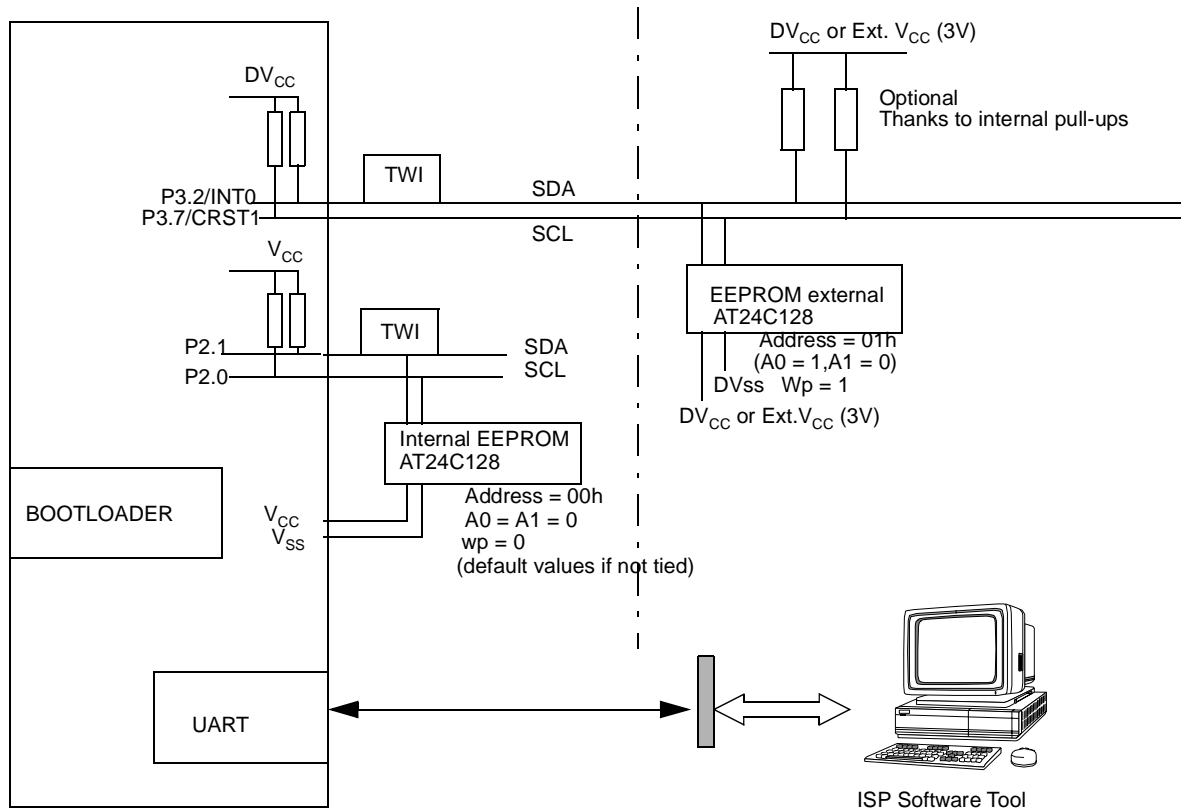 DVCC or Ext. VCC (3V)
DVCC
Optional
Thanks to internal pull-ups
TWI
SDA
P3.2/INT0
P3.7/CRST1
SCL
VCC
EEPROM external
AT24C128
TWI
Address = 01h
(A0 = 1,A1 = 0)
P2.1
SDA
P2.0
SCL
DVss Wp = 1
DVCC or Ext.VCC (3V)
Internal EEPROM
AT24C128
Address = 00h
A0 = A1 = 0
wp = 0
(default values if not tied)
BOOTLOADER
VCC
VSS
UART
ISP Software Tool